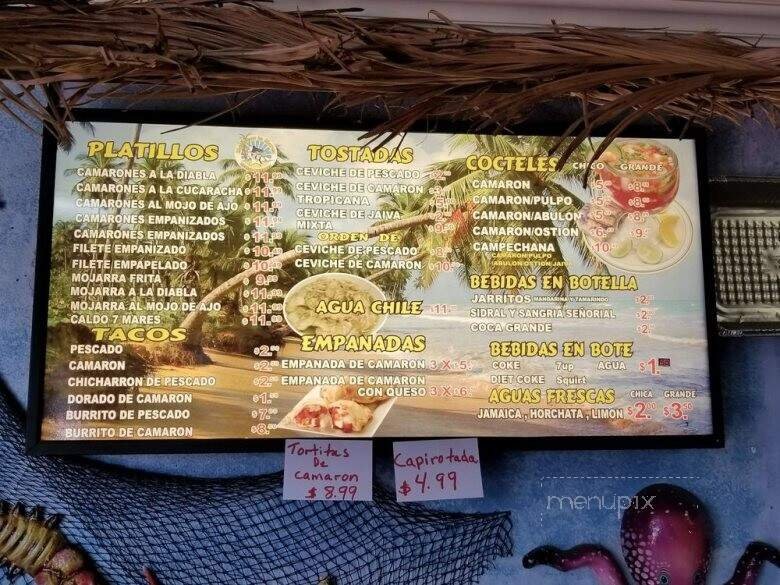 PLATILLOS
CAMARONES A LA DIABLA
CAMARONES A LA CUCARACHA
CAMARONES AL MOJO DE AJO
CAMARONES EMPANIZADOS
CAMARONES EMPANIZADOS
FILETE EMPANIZADO
FILETE EMPAPELADO
MOJARRA FRITA
MOJARRA A LA DIABLA
MOJARRA AL MOJO DE AJO
CALDO 7 MARES
TACOS
PESCADO
CAMARON
CHICHARRON DE PESCADO
DORADO DE CAMARON
BURRITO DE PESCADO
BURRITO DE CAMARON
TOSTADAS
CEVICHE DE PESCADO
CEVICHE DE CAMARON
TROPICANA
CEVICHE DE JAIVA
MIXTA
ORDEN DE
CEVICHE DE PESCADO
CEVICHE DE CAMARON
AGUA CHILE
EMPANADAS
EMPANADA DE CAMARON 3 X
EMPANADA DE CAMARON
CON QUESO 3 X
COCTELES CHICO GRANDE
CAMARON
CAMARON/PULPO
CAMARON/ABULON
CAMARON/OSTION
CAMPECHANA
CAMARON PULPO
BEBIDAS EN BOTELLA
JARRITOS MANDARINA Y TAMARINDO
SIDRAL Y SANGRIA SEÑORIAL
COCA GRANDE
BEBIDAS EN BOTE
COKE 7up AGUA
DIET COKE Squirt
AGUAS FRESCAS CHICA GRANDE
JAMAICA, HORCHATA, LIMON
Tortitas
De
Camaron
$ 8.99
Capirotada
$ 4.99
menupix